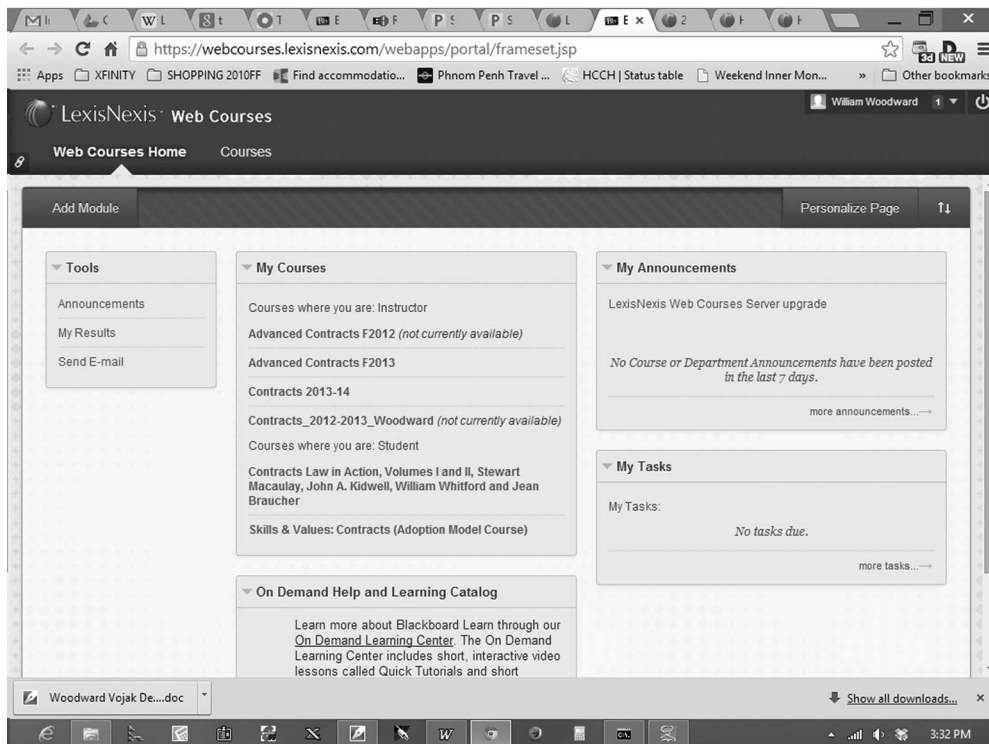 https://webcourses.lexisnexis.com/webapps/portal/frameset.jsp
3d NEW
Apps XFINITY SHOPPING 2010FF Find accommodatio... Phnom Penh Travel ... HCCH | Status table Weekend Inner Mon... » Other bookmarks
LexisNexis Web Courses
William Woodward 1
Web Courses Home Courses
Add Module
Personalize Page
Tools
Announcements
My Results
Send E-mail
My Courses
Courses where you are: Instructor
Advanced Contracts F2012 (not currently available)
Advanced Contracts F2013
Contracts 2013-14
Contracts_2012-2013_Woodward (not currently available)
Courses where you are: Student
Contracts Law in Action, Volumes I and II, Stewart
Macaulay, John A. Kidwell, William Whitford and Jean
Braucher
Skills & Values: Contracts (Adoption Model Course)
On Demand Help and Learning Catalog
Learn more about Blackboard Learn through our
On Demand Learning Center. The On Demand
Learning Center includes short, interactive video
lessons called Quick Tutorials and short
My Announcements
LexisNexis Web Courses Server upgrade
No Course or Department Announcements have been posted
in the last 7 days.
more announcements...→
My Tasks
My Tasks:
No tasks due.
more tasks...→
Woodward Vojak De....doc
Show all downloads...
3:32 PM